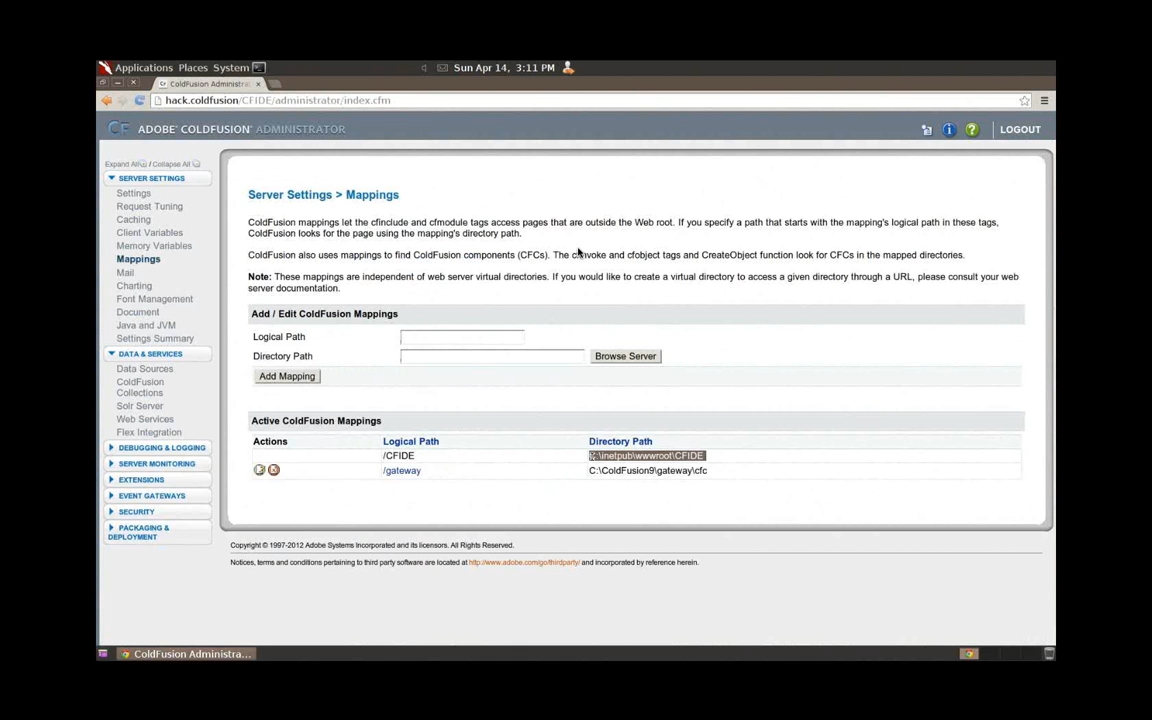 Applications Places System
Sun Apr 14, 3:11 PM
ColdFusion Administra
hack.coldfusion/CFIDE/administrator/index.cfm
CF ADOBE® COLDFUSION® ADMINISTRATOR
LOGOUT
Expand All / Collapse All
SERVER SETTINGS
Settings
Request Tuning
Caching
Client Variables
Memory Variables
Mappings
Mail
Charting
Font Management
Document
Java and JVM
Settings Summary
DATA & SERVICES
Data Sources
ColdFusion
Collections
Solr Server
Web Services
Flex Integration
DEBUGGING & LOGGING
SERVER MONITORING
EXTENSIONS
EVENT GATEWAYS
SECURITY
PACKAGING &
DEPLOYMENT
Server Settings > Mappings
ColdFusion mappings let the cfinclude and cfmodule tags access pages that are outside the Web root. If you specify a path that starts with the mapping's logical path in these tags,
ColdFusion looks for the page using the mapping's directory path.
ColdFusion also uses mappings to find ColdFusion components (CFCs). The cfinvoke and cfobject tags and CreateObject function look for CFCs in the mapped directories.
Note: These mappings are independent of web server virtual directories. If you would like to create a virtual directory to access a given directory through a URL, please consult your web
server documentation.
Add / Edit ColdFusion Mappings
Logical Path
Directory Path
Browse Server
Add Mapping
Active ColdFusion Mappings
Actions Logical Path Directory Path
/CFIDE C:\inetpub\wwwroot\CFIDE
/gateway C:\ColdFusion9\gateway\cfc
Copyright © 1997-2012 Adobe Systems Incorporated and its licensors. All Rights Reserved.
Notices, terms and conditions pertaining to third party software are located at http://www.adobe.com/go/thirdparty/ and incorporated by reference herein.
ColdFusion Administra...